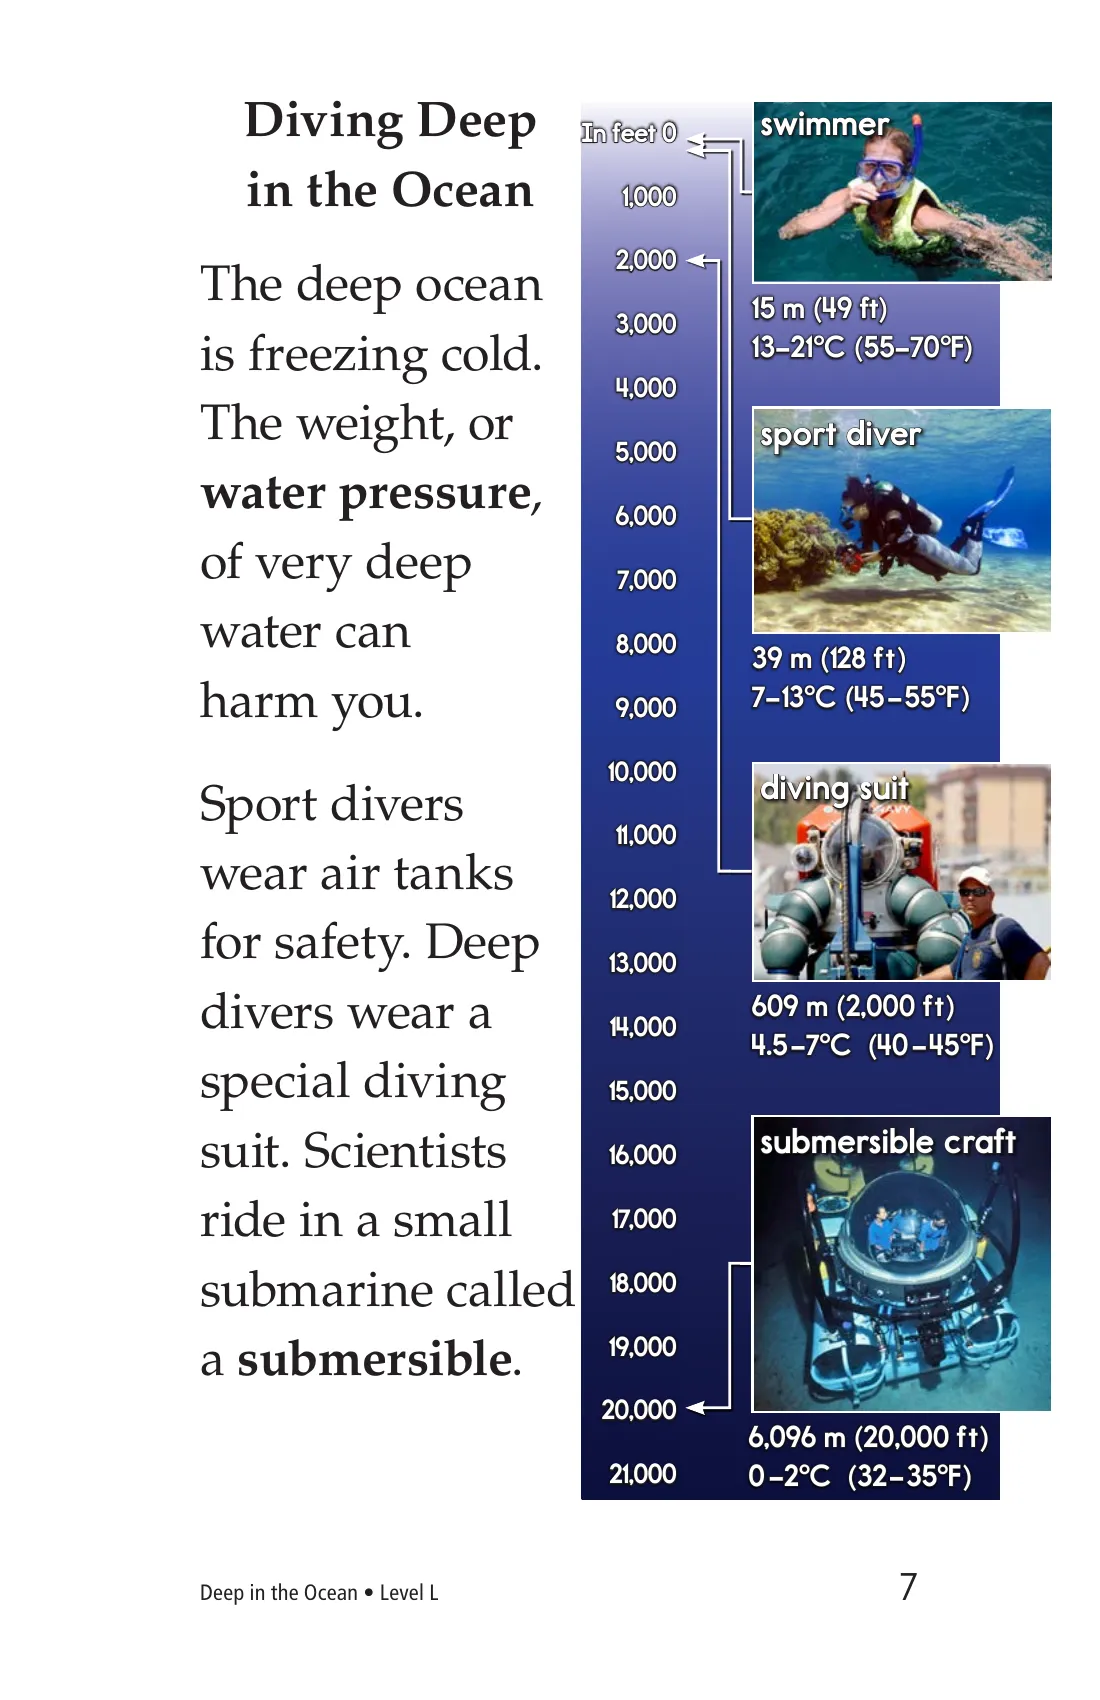 Diving Deep
in the Ocean
The deep ocean
is freezing cold.
The weight, or
water pressure,
of very deep
water can
harm you.
Sport divers
wear air tanks
for safety. Deep
divers wear a
special diving
suit. Scientists
ride in a small
submarine called
a submersible.
In feet 0
1,000
2,000
3,000
4,000
5,000
6,000
7,000
8,000
9,000
10,000
11,000
12,000
13,000
14,000
15,000
16,000
17,000
18,000
19,000
20,000
21,000
swimmer
15 m (49 ft)
13–21°C (55–70°F)
sport diver
39 m (128 ft)
7–13°C (45–55°F)
diving suit
609 m (2,000 ft)
4.5–7°C (40–45°F)
submersible craft
6,096 m (20,000 ft)
0–2°C (32–35°F)
Deep in the Ocean • Level L
7